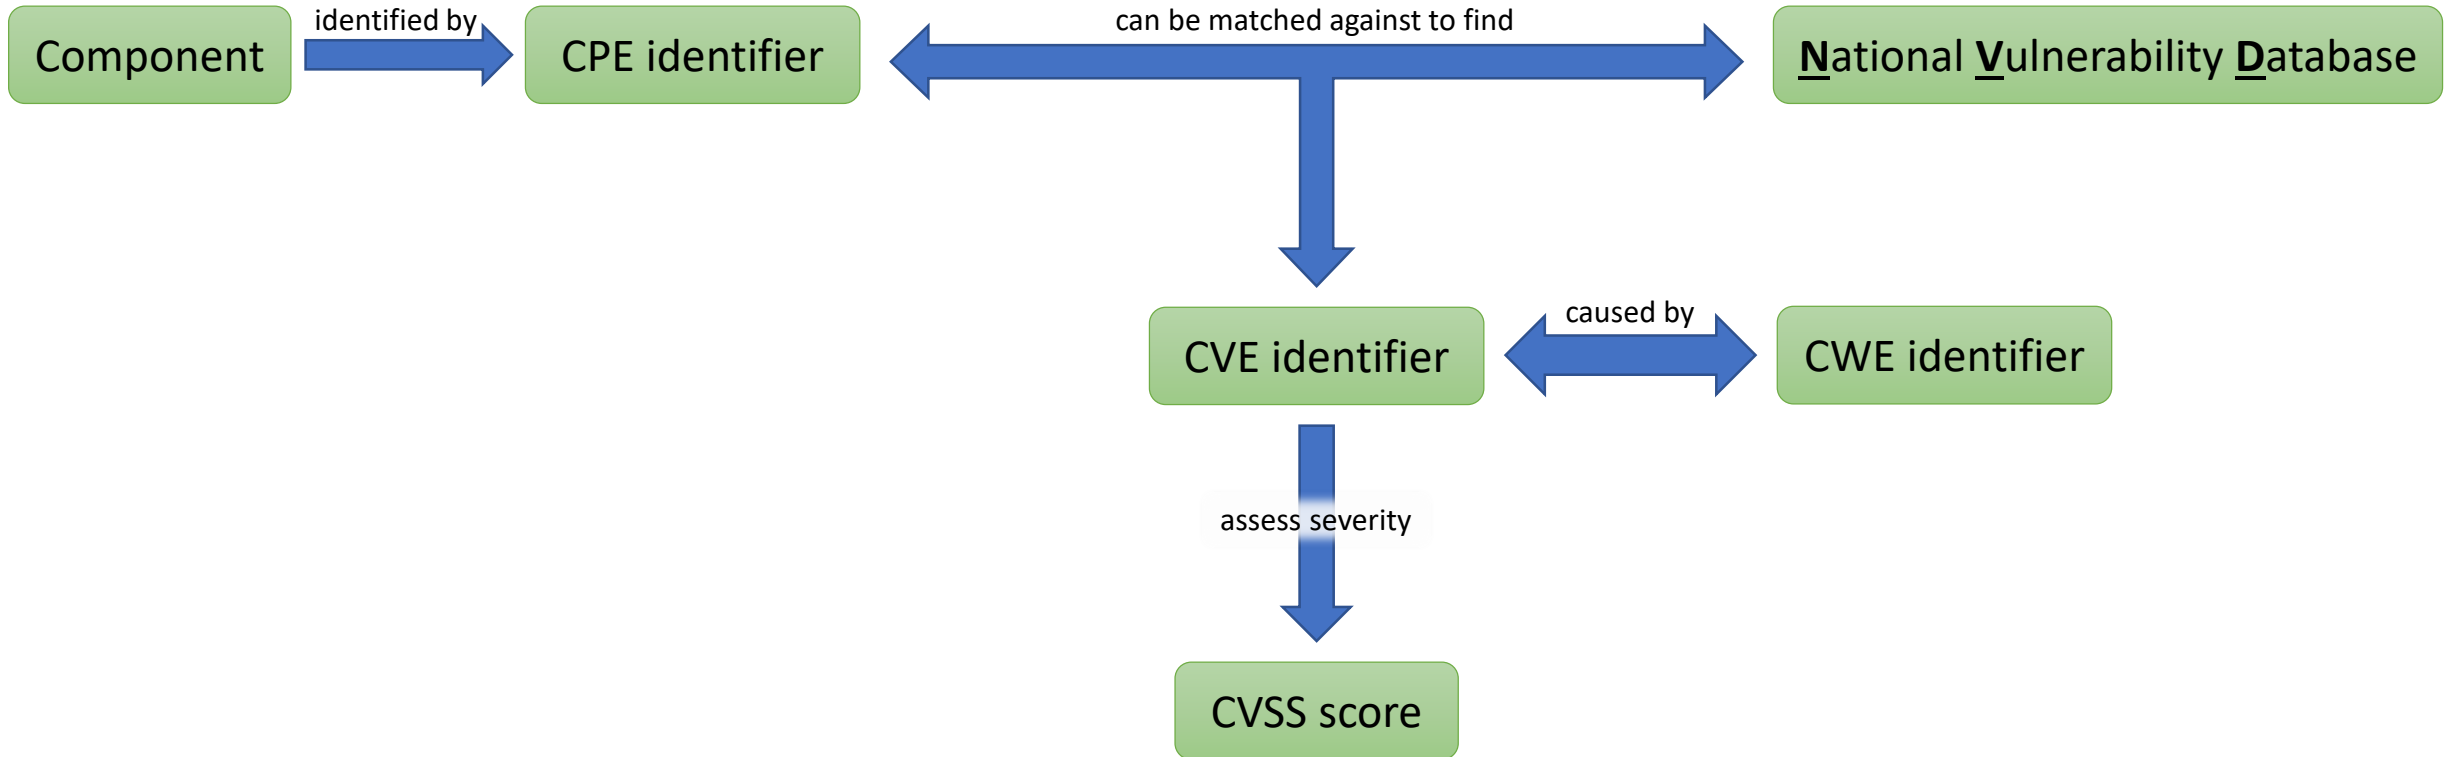 Component
identified by
CPE identifier
can be matched against to find
National Vulnerability Database
CVE identifier
caused by
CWE identifier
assess severity
CVSS score